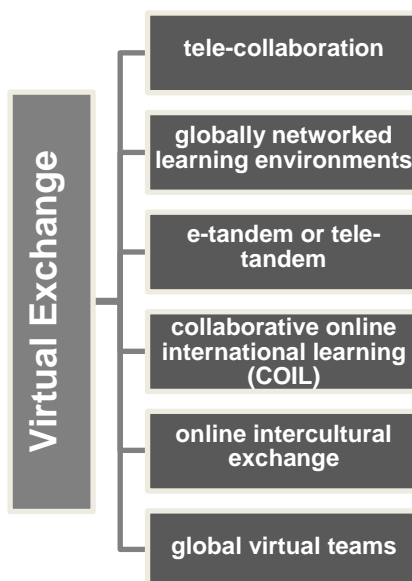 Virtual Exchange
tele-collaboration
globally networked
learning environments
e-tandem or tele-
tandem
collaborative online
international learning
(COIL)
online intercultural
exchange
global virtual teams